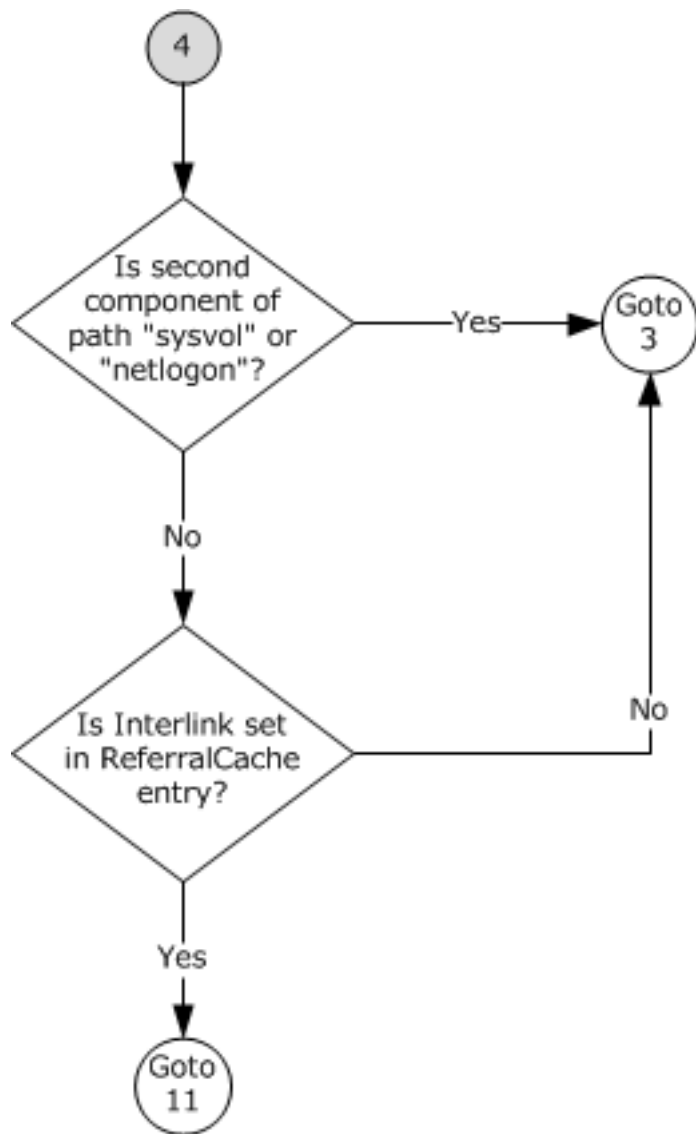 4
Is second
component of
path "sysvol" or
"netlogon"?
Yes
Goto
3
No
Is Interlink set
in ReferralCache
entry?
No
Yes
Goto
11